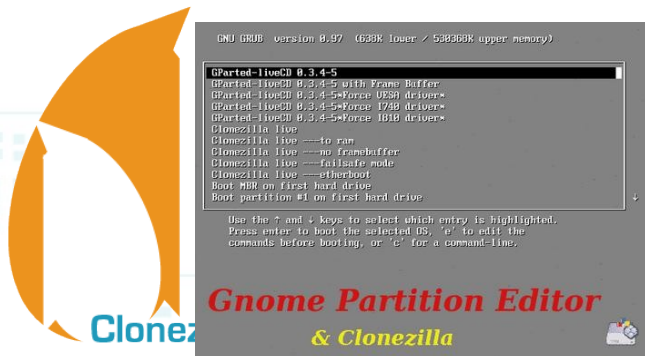 GNU GRUB version 0.97 (638K lower / 530368K upper memory)
GParted-liveCD 0.3.4-5
GParted-liveCD 0.3.4-5 with Frame Buffer
GParted-liveCD 0.3.4-5*Force VESA driver*
GParted-liveCD 0.3.4-5*Force i740 driver*
GParted-liveCD 0.3.4-5*Force i810 driver*
Clonezilla live
Clonezilla live ---to ram
Clonezilla live ---no framebuffer
Clonezilla live ---failsafe mode
Clonezilla live ---etherboot
Boot MBR on first hard drive
Boot partition #1 on first hard drive
↓
Use the ↑ and ↓ keys to select which entry is highlighted.
Press enter to boot the selected OS, 'e' to edit the
commands before booting, or 'c' for a command-line.
Gnome Partition Editor
& Clonezilla
Clonez